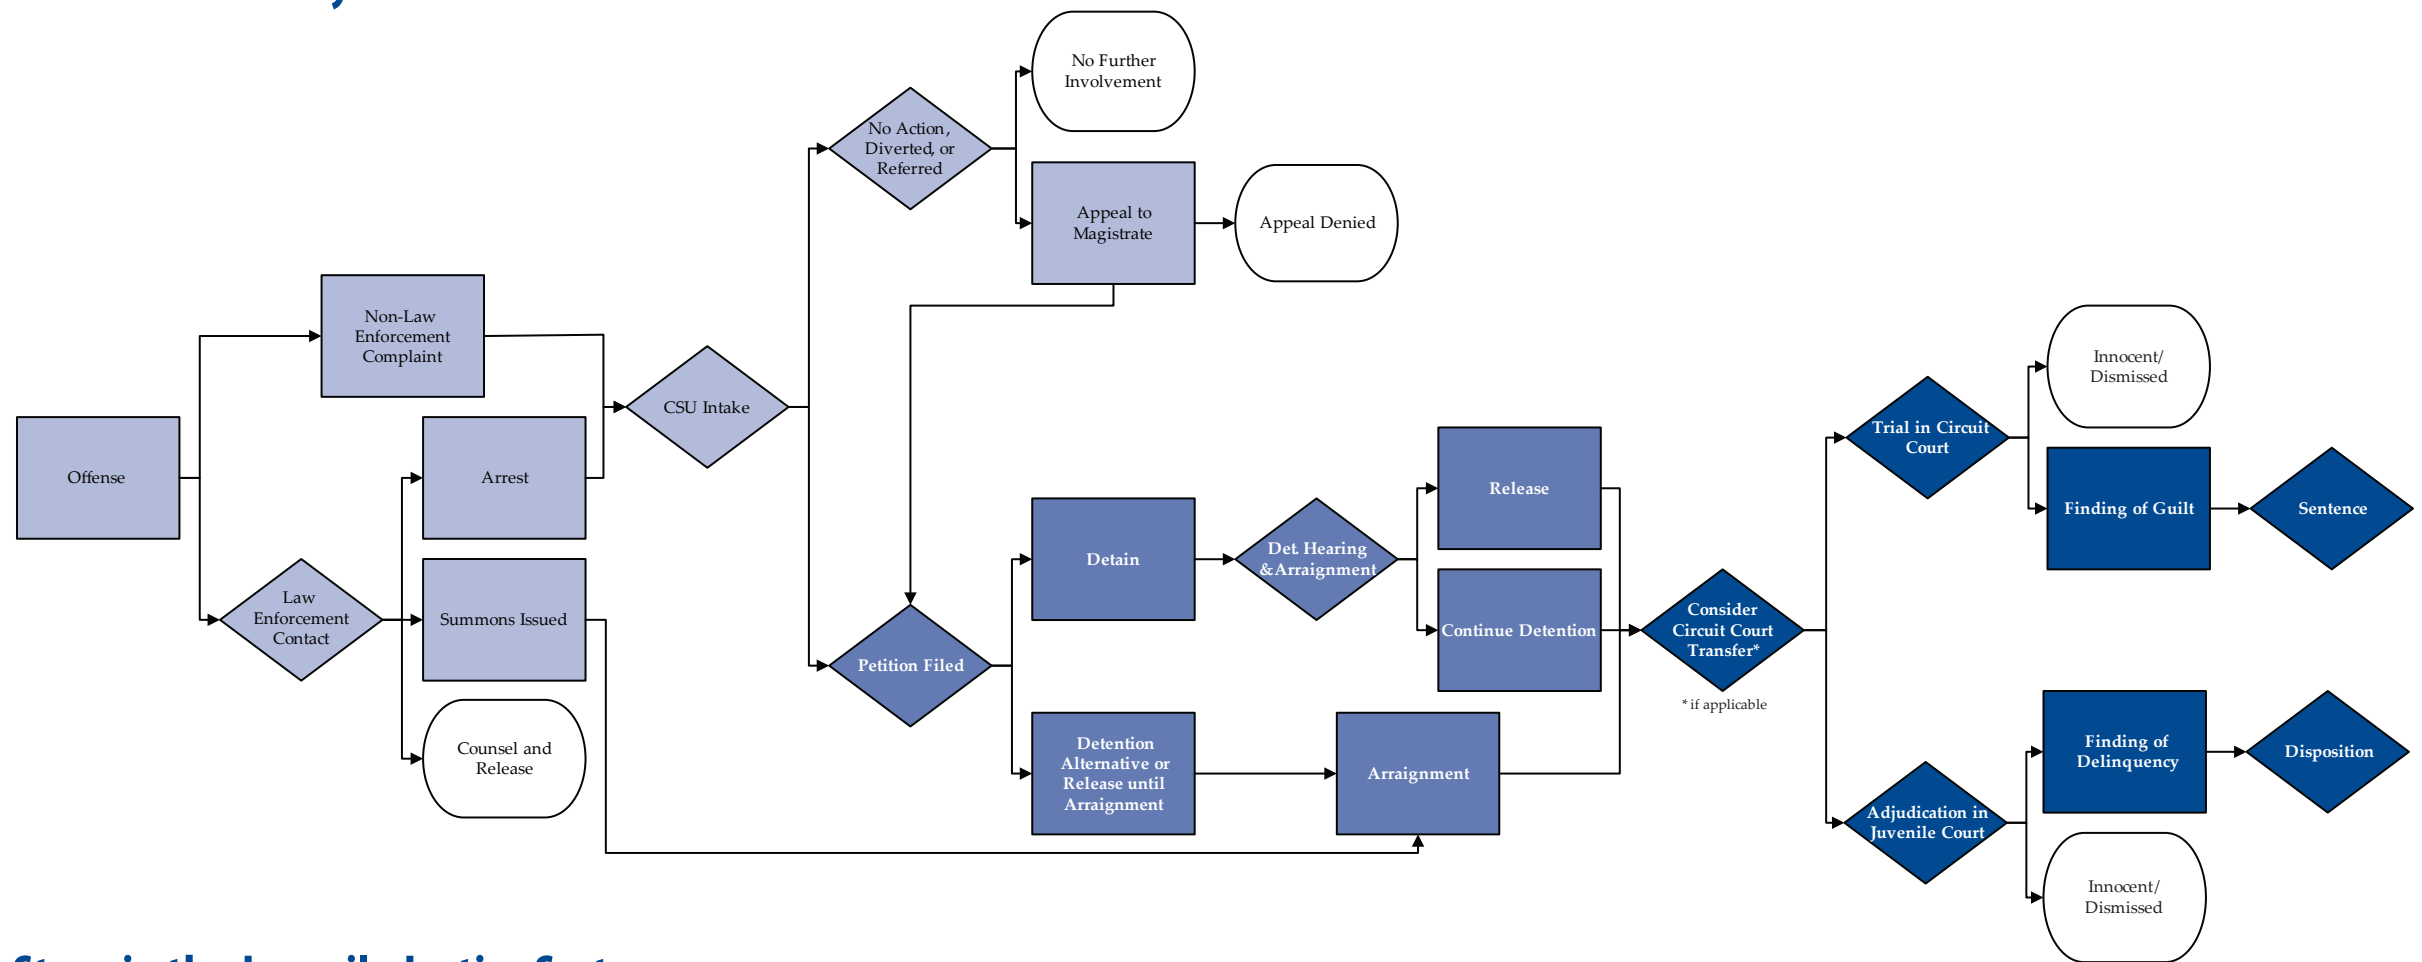 No Further
Involvement
No Action,
Diverted, or
Referred
Appeal to
Magistrate
Appeal Denied
Non-Law
Enforcement
Complaint
CSU Intake
Offense
Arrest
Law
Enforcement
Contact
Summons Issued
Counsel and
Release
Petition Filed
Detain
Det. Hearing
&Arraignment
Release
Continue Detention
Detention
Alternative or
Release until
Arraignment
Arraignment
Consider
Circuit Court
Transfer*
* if applicable
Trial in Circuit
Court
Innocent/
Dismissed
Finding of Guilt
Sentence
Adjudication in
Juvenile Court
Finding of
Delinquency
Disposition
Innocent/
Dismissed